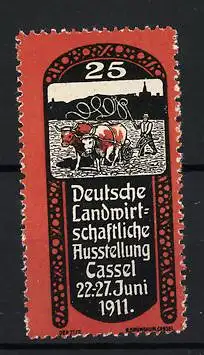 25
Deutsche
Landwirt-
schaftliche
Ausstellung
Cassel
22-27. Juni
1911.